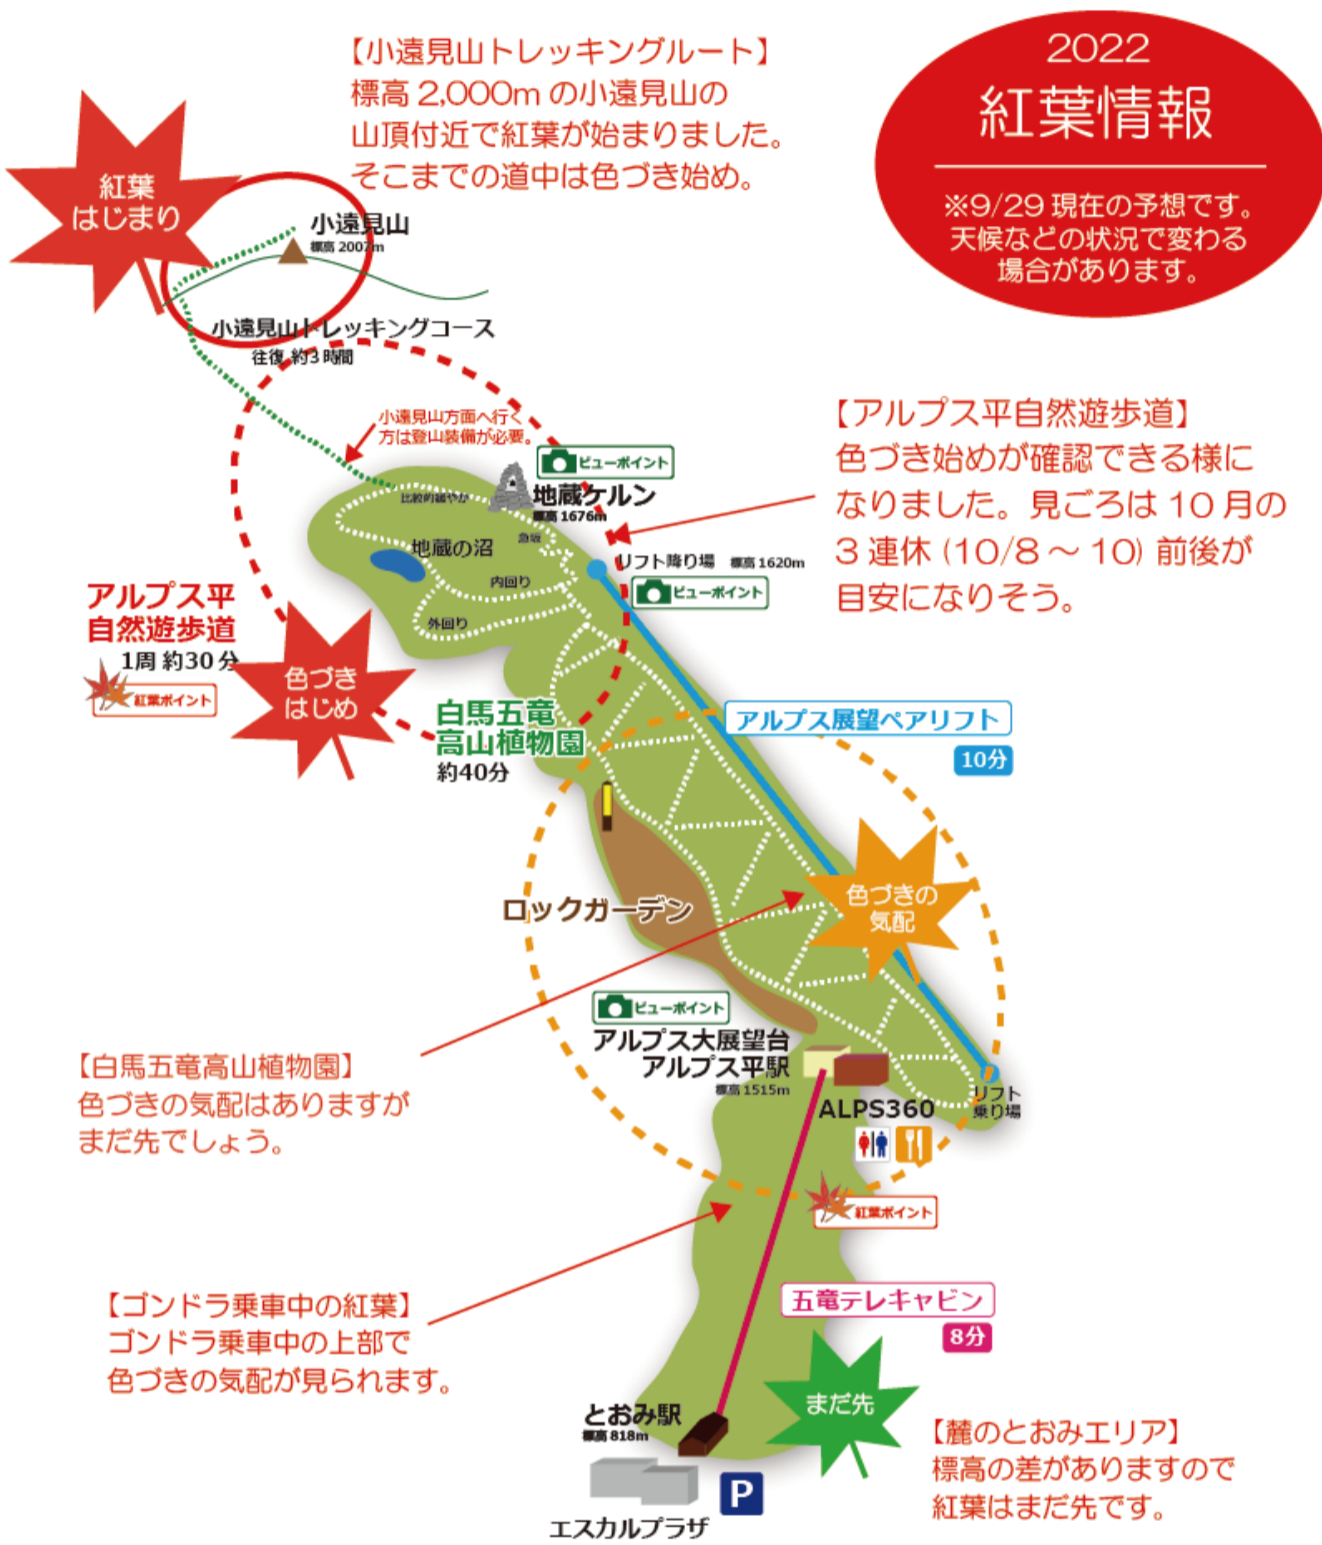 2022
紅葉情報
※9/29 現在の予想です。
天候などの状況で変わる
場合があります。
【小遠見山トレッキングルート】
標高 2,000m の小遠見山の
山頂付近で紅葉が始まりました。
そこまでの道中は色づき始め。
紅葉
はじまり
小遠見山
標高 2007m
小遠見山トレッキングコース
往復 約3時間
小遠見山方面へ行く
方は登山装備が必要。
【アルプス平自然遊歩道】
色づき始めが確認できる様に
なりました。見ごろは 10 月の
3 連休 (10/8 ～ 10) 前後が
目安になりそう。
ビューポイント
地蔵ケルン
標高 1676m
比較的緩やか
急坂
地蔵の沼
内回り
外回り
リフト降り場 標高 1620m
ビューポイント
アルプス平
自然遊歩道
1周 約30分
紅葉ポイント
色づき
はじめ
白馬五竜
高山植物園
約40分
アルプス展望ペアリフト
10分
色づきの
気配
ロックガーデン
ビューポイント
アルプス大展望台
アルプス平駅
標高 1515m
ALPS360
リフト
乗り場
【白馬五竜高山植物園】
色づきの気配はありますが
まだ先でしょう。
紅葉ポイント
【ゴンドラ乗車中の紅葉】
ゴンドラ乗車中の上部で
色づきの気配が見られます。
五竜テレキャビン
8分
まだ先
とおみ駅
標高 818m
P
エスカルプラザ
【麓のとおみエリア】
標高の差がありますので
紅葉はまだ先です。